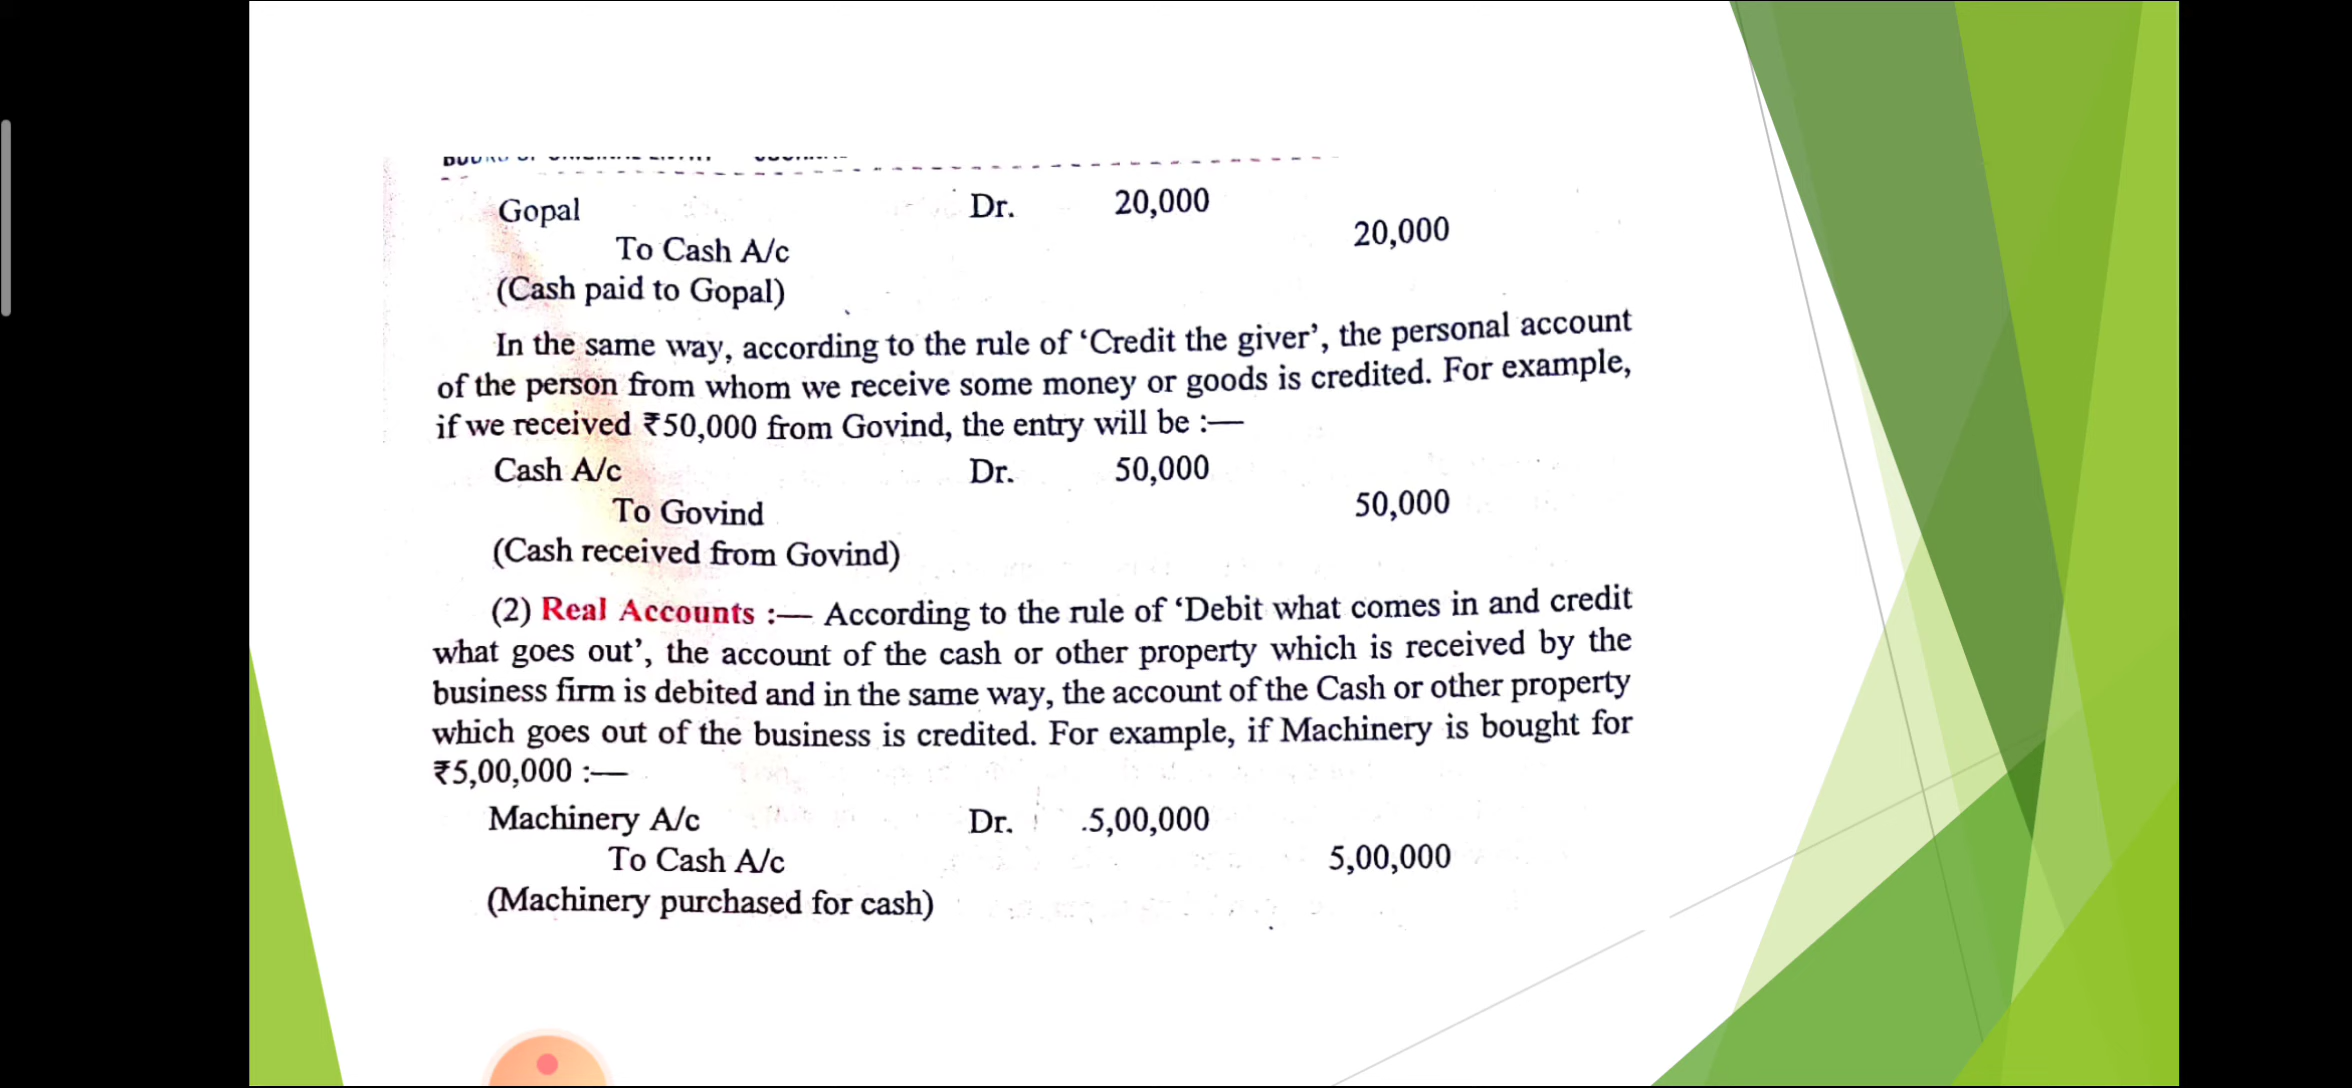 Gopal Dr. 20,000
To Cash A/c 20,000
(Cash paid to Gopal)
In the same way, according to the rule of ‘Credit the giver’, the personal account
of the person from whom we receive some money or goods is credited. For example,
if we received ₹50,000 from Govind, the entry will be :—
Cash A/c Dr. 50,000
To Govind 50,000
(Cash received from Govind)
(2) Real Accounts :— According to the rule of ‘Debit what comes in and credit
what goes out’, the account of the cash or other property which is received by the
business firm is debited and in the same way, the account of the Cash or other property
which goes out of the business is credited. For example, if Machinery is bought for
₹5,00,000 :—
Machinery A/c Dr. .5,00,000
To Cash A/c 5,00,000
(Machinery purchased for cash)